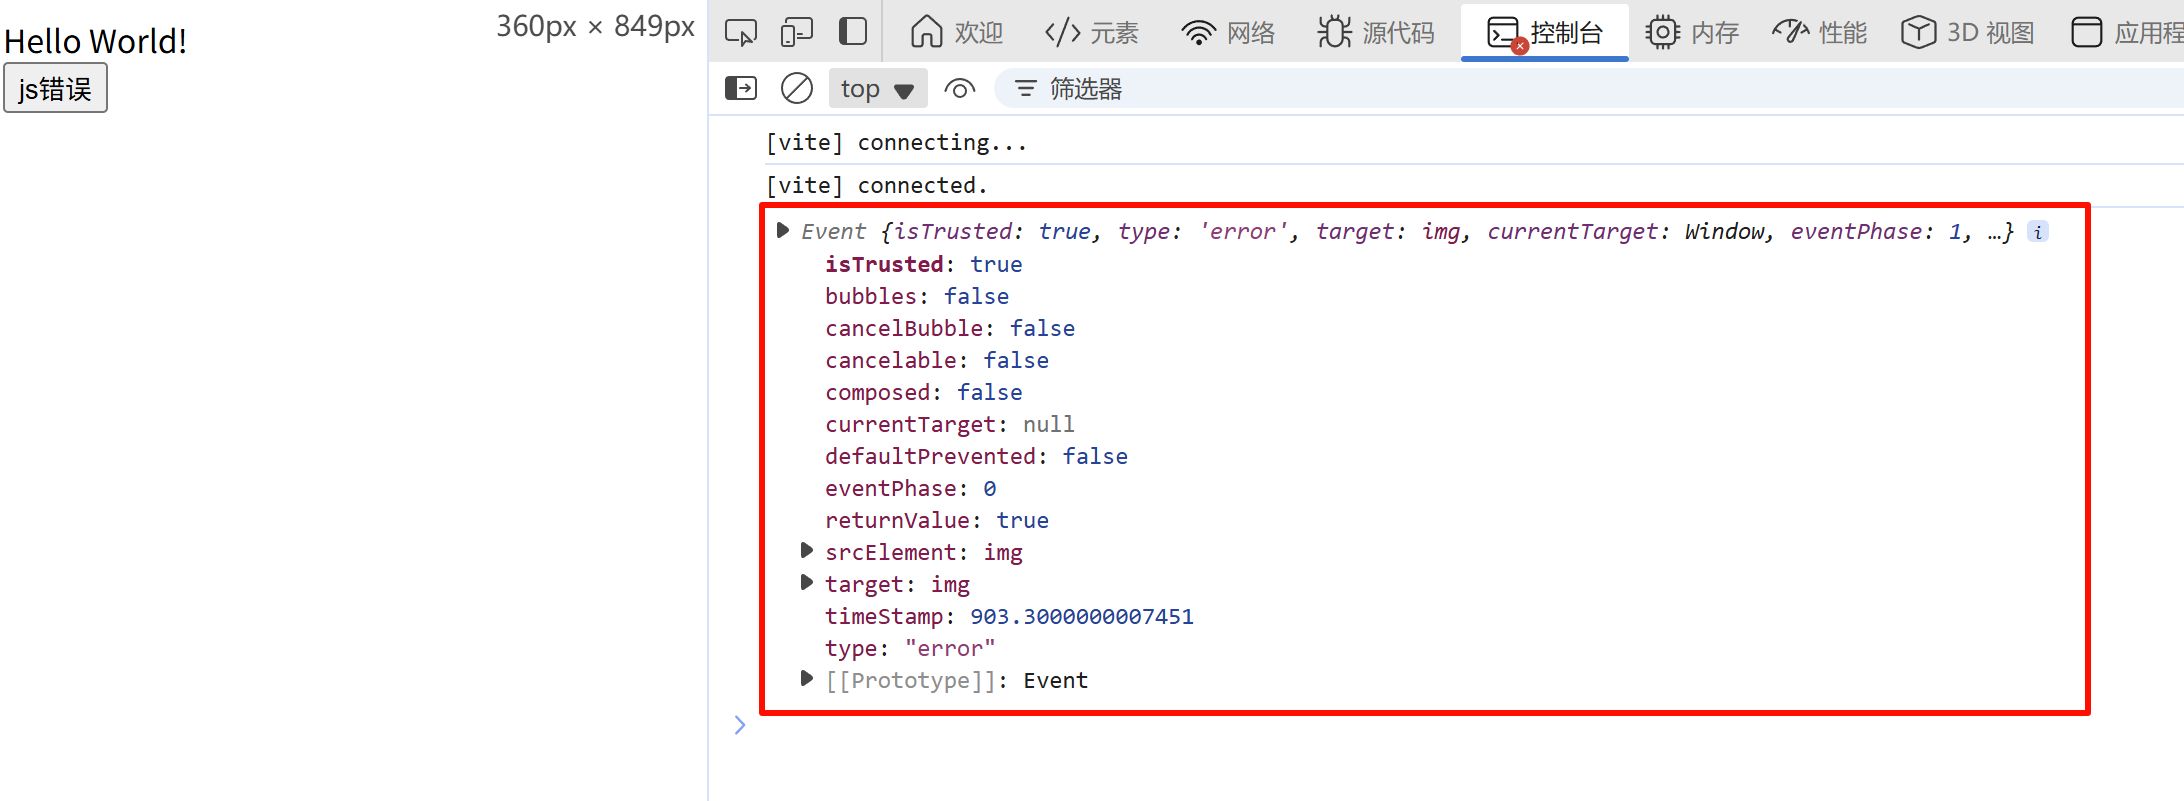 Hello World!
js错误
360px × 849px
欢迎 元素 网络 源代码 控制台 内存 性能 3D 视图 应用程
top 筛选器
[vite] connecting...
[vite] connected.
Event {isTrusted: true, type: 'error', target: img, currentTarget: Window, eventPhase: 1, …} i
isTrusted: true
bubbles: false
cancelBubble: false
cancelable: false
composed: false
currentTarget: null
defaultPrevented: false
eventPhase: 0
returnValue: true
srcElement: img
target: img
timeStamp: 903.3000000007451
type: "error"
[[Prototype]]: Event